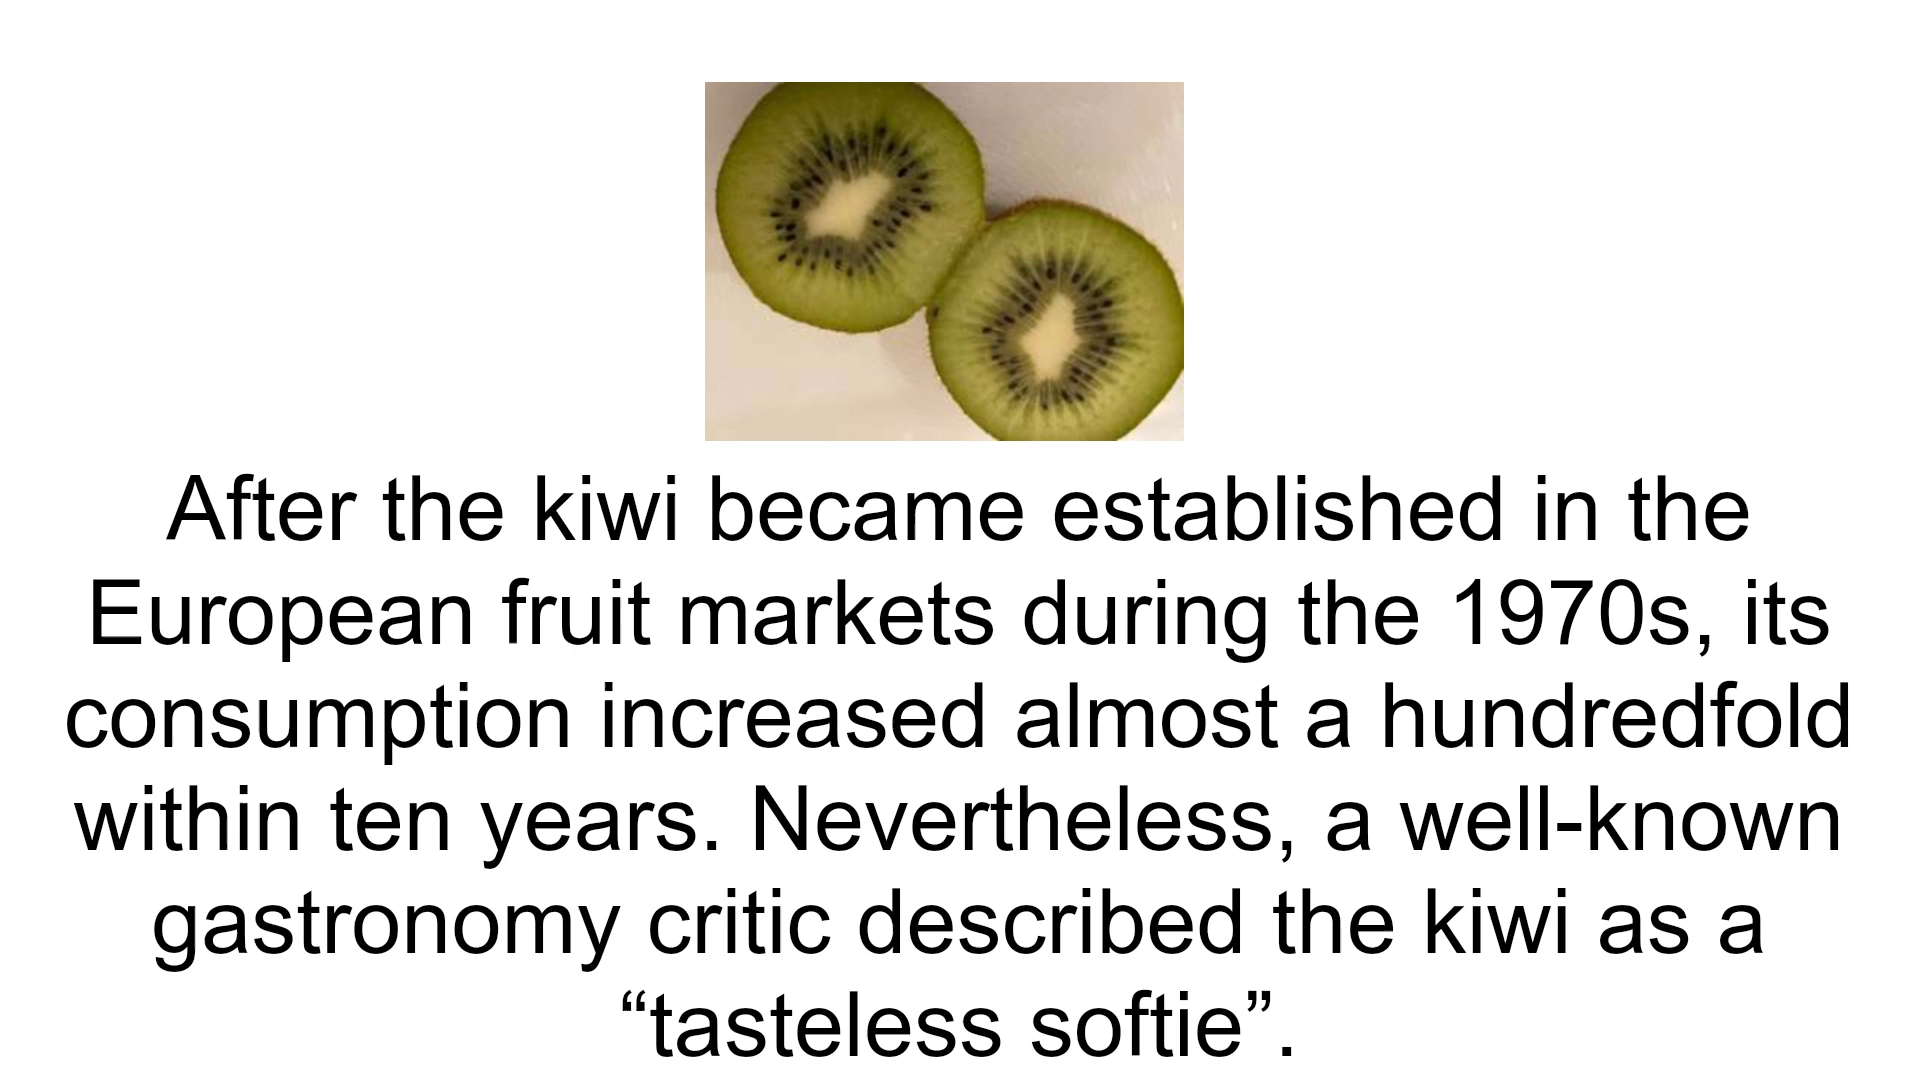 After the kiwi became established in the
European fruit markets during the 1970s, its
consumption increased almost a hundredfold
within ten years. Nevertheless, a well-known
gastronomy critic described the kiwi as a
“tasteless softie”.